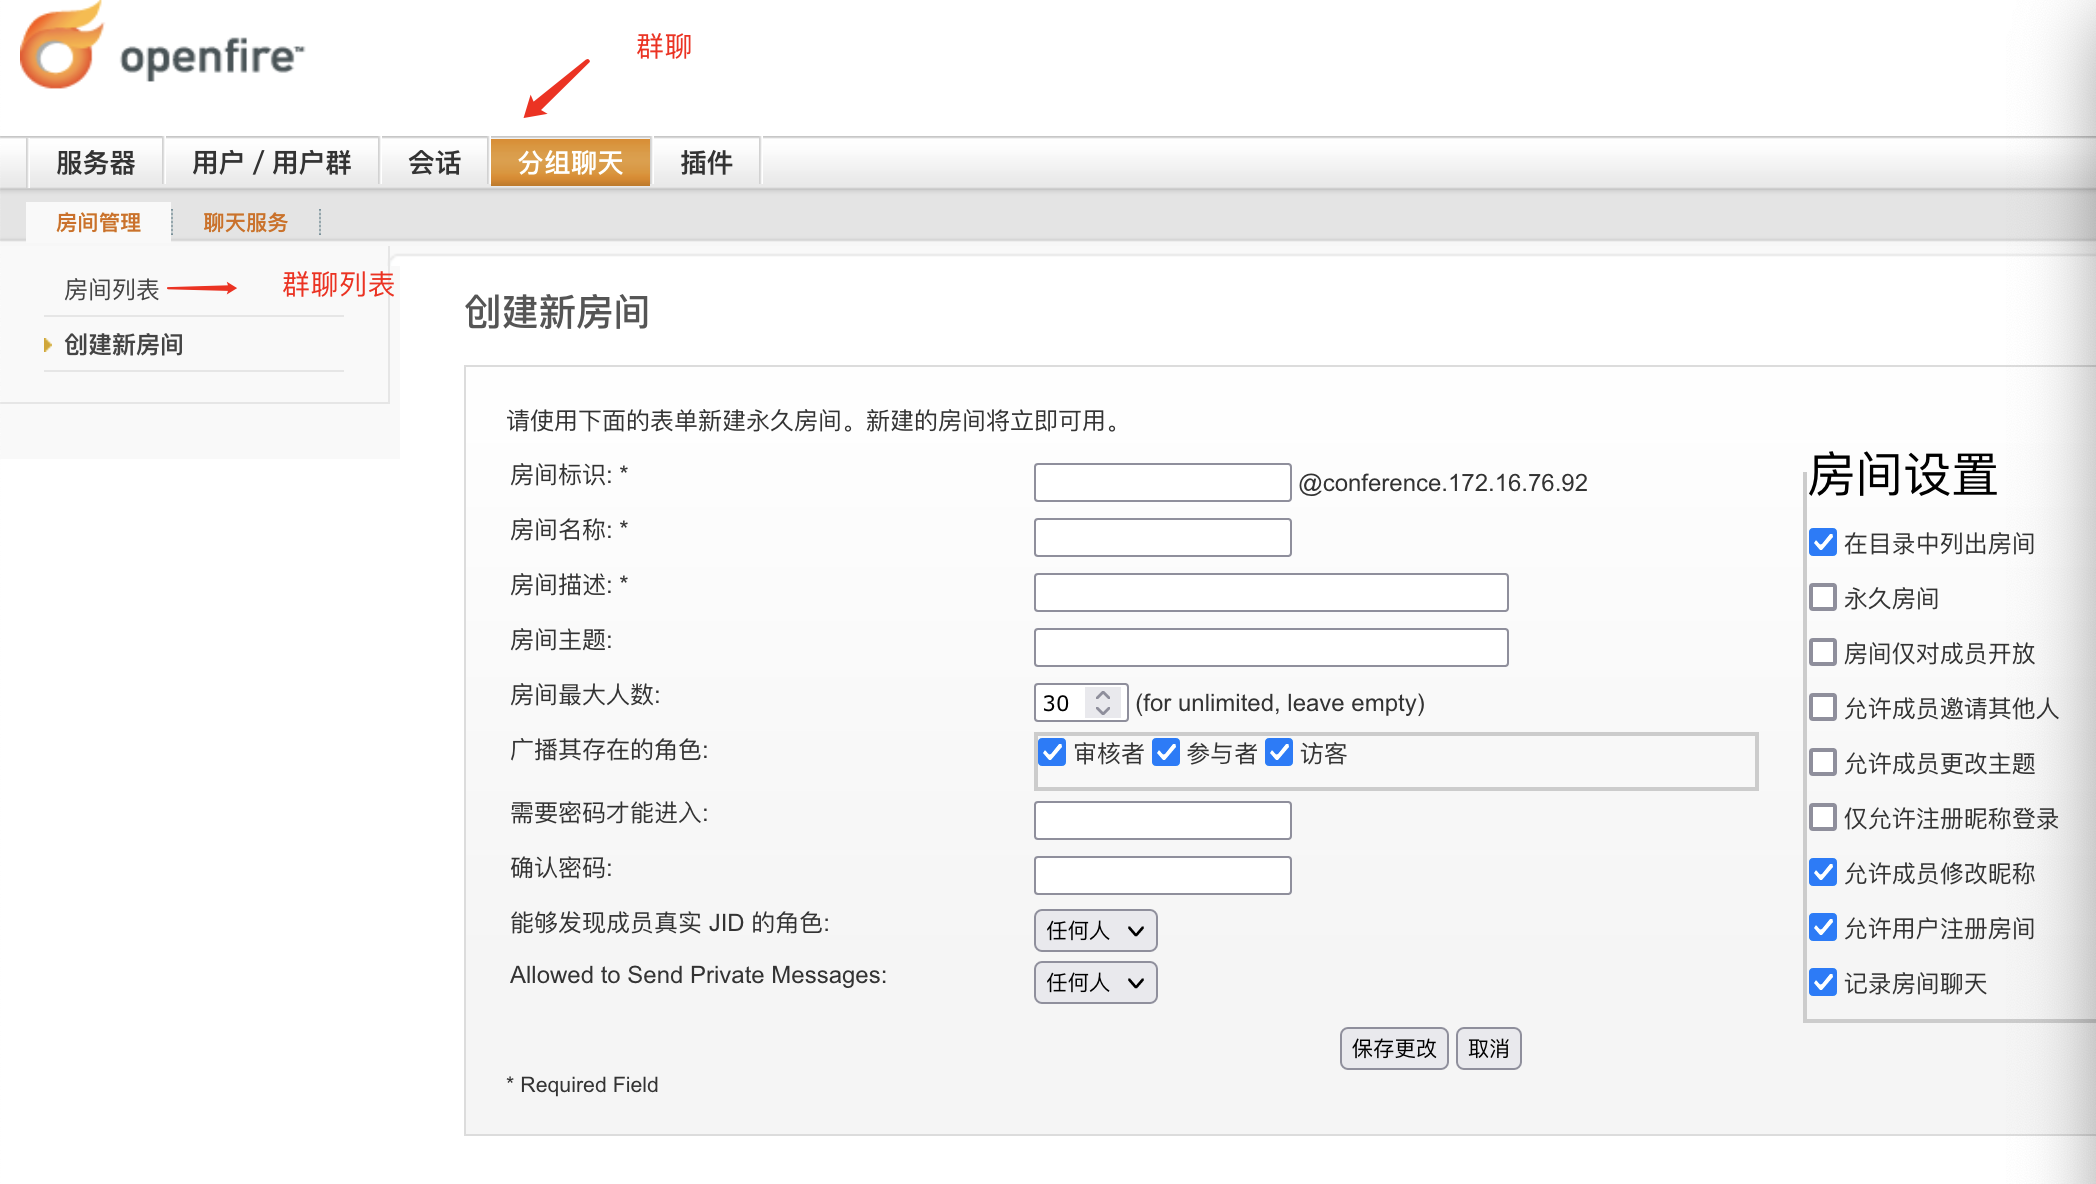 openfire™
群聊
服务器
用户 / 用户群
会话
分组聊天
插件
房间管理
聊天服务
房间列表
群聊列表
创建新房间
创建新房间
请使用下面的表单新建永久房间。新建的房间将立即可用。
房间标识: *
@conference.172.16.76.92
房间名称: *
房间描述: *
房间主题:
房间最大人数:
30 (for unlimited, leave empty)
广播其存在的角色:
审核者 参与者 访客
需要密码才能进入:
确认密码:
能够发现成员真实 JID 的角色:
任何人
Allowed to Send Private Messages:
任何人
房间设置
在目录中列出房间
永久房间
房间仅对成员开放
允许成员邀请其他人
允许成员更改主题
仅允许注册昵称登录
允许成员修改昵称
允许用户注册房间
记录房间聊天
保存更改
取消
* Required Field